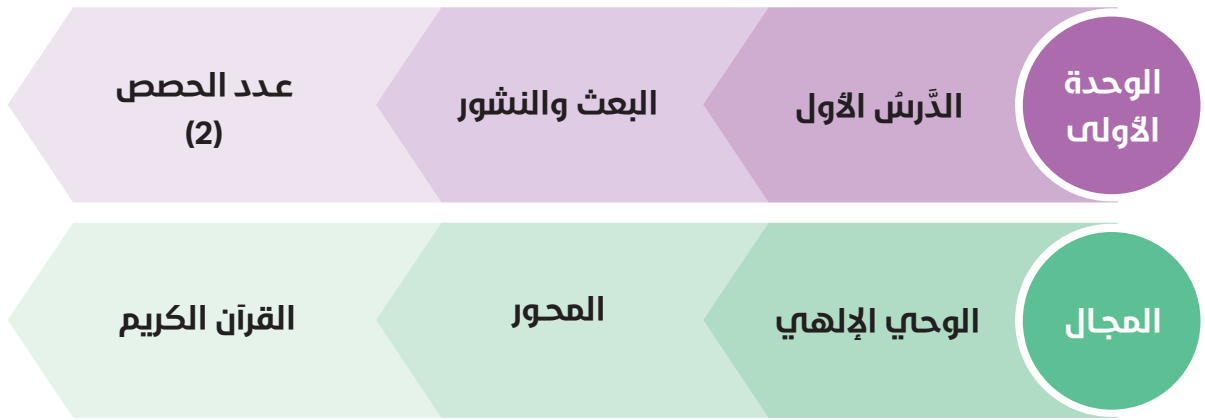 الوحدة
الأولى
الدَّرسُ الأول
البعث والنشور
عدد الحصص
(2)
المجال
الوحي الإلهي
المحور
القرآن الكريم